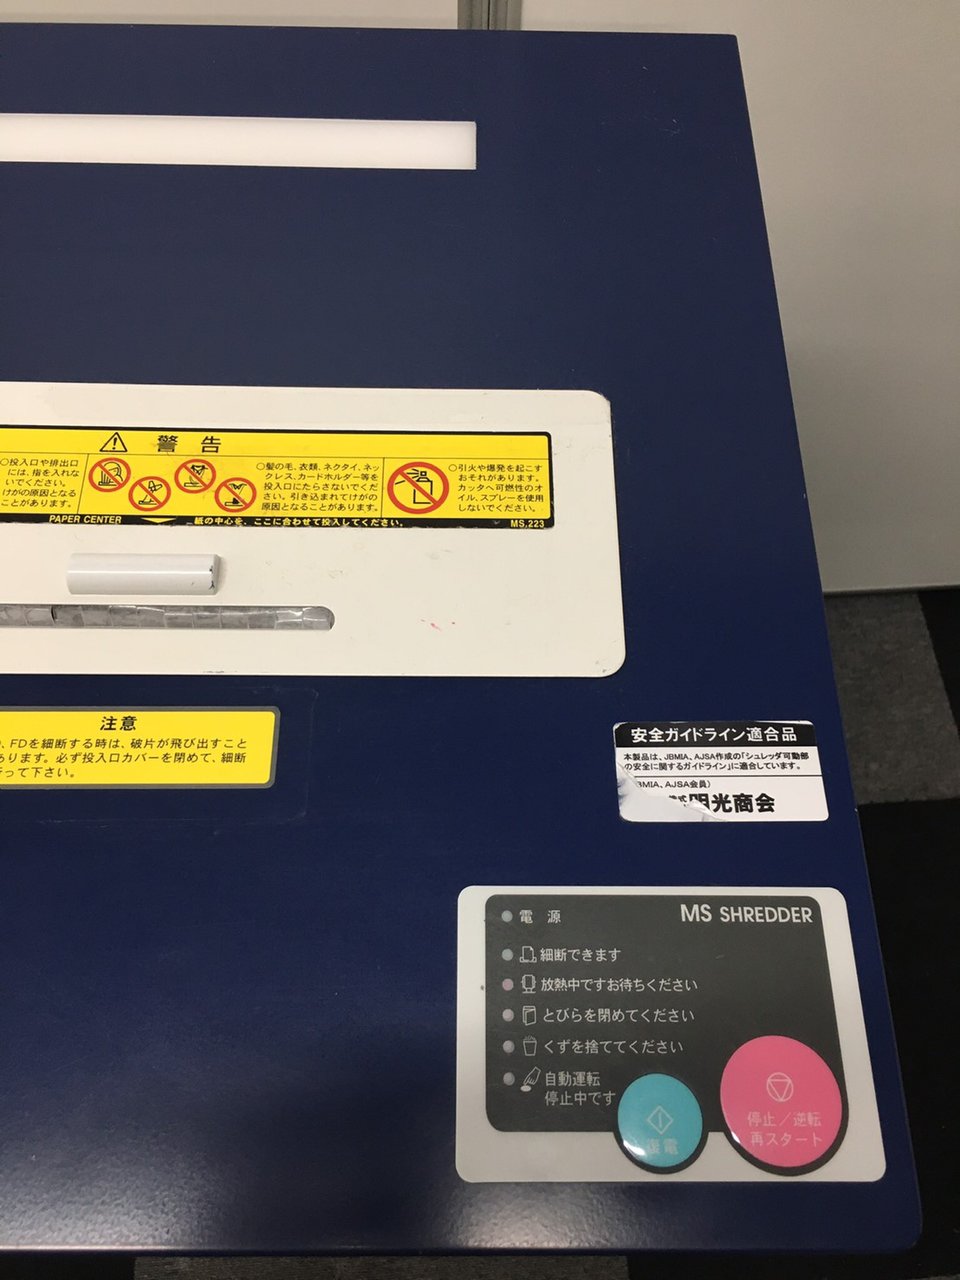 警告
○投入口や排出口
には、指を入れな
いでください。
けがの原因となる
ことがあります。
○髪の毛、衣類、ネクタイ、ネッ
クレス、カードホルダー等を
投入口にたらさないでくだ
さい。引き込まれてけがの
原因となることがあります。
○引火や爆発を起こす
おそれがあります。
カッタへ可燃性のオ
イル、スプレーを使用
しないでください。
PAPER CENTER 紙の中心を、ここに合わせて投入してください。 MS,223
注意
、FDを細断する時は、破片が飛び出すこと
あります。必ず投入口カバーを閉めて、細断
行って下さい。
安全ガイドライン適合品
本製品は、JBMIA、AJSA作成の「シュレッダ可動部
の安全に関するガイドライン」に適合しています。
BMIA、AJSA会員)
明光商会
MS SHREDDER
電源
細断できます
放熱中ですお待ちください
とびらを閉めてください
くずを捨ててください
自動運転
停止中です
復電
停止／逆転
再スタート